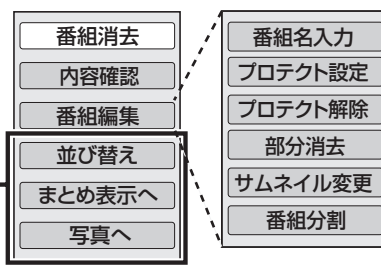 番組消去
内容確認
番組編集
並び替え
まとめ表示へ
写真へ
番組名入力
プロテクト設定
プロテクト解除
部分消去
サムネイル変更
番組分割